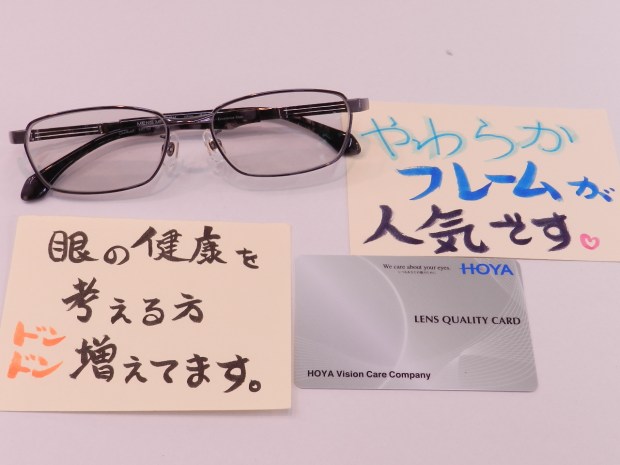 やわらか
フレームが
人気です
眼の健康を
考える方
ドンドン増えてます。
We care about your eyes
HOYA
LENS QUALITY CARD
HOYA Vision Care Company